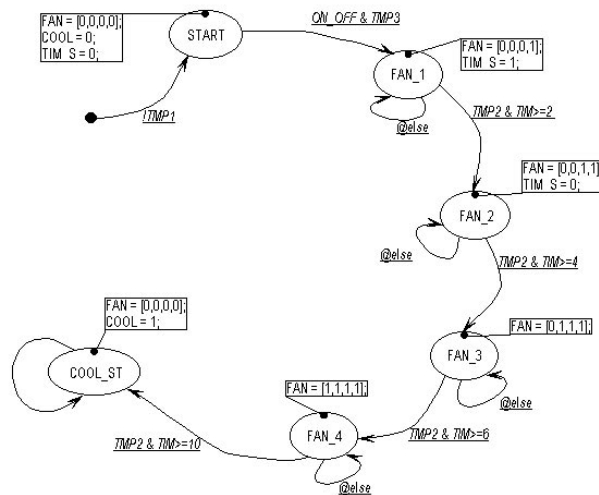 FAN = [0,0,0,0];
COOL = 0;
TIM_S = 0;
START
ON_OFF & TMP3
FAN = [0,0,0,1];
TIM_S = 1;
FAN_1
!TMP1
@else
TMP2 & TIM>=2
FAN = [0,0,1,1];
TIM_S = 0;
FAN_2
@else
TMP2 & TIM>=4
FAN = [0,0,0,0];
COOL = 1;
FAN = [0,1,1,1];
FAN_3
COOL_ST
FAN = [1,1,1,1];
@else
FAN_4
TMP2 & TIM>=10
TMP2 & TIM>=6
@else